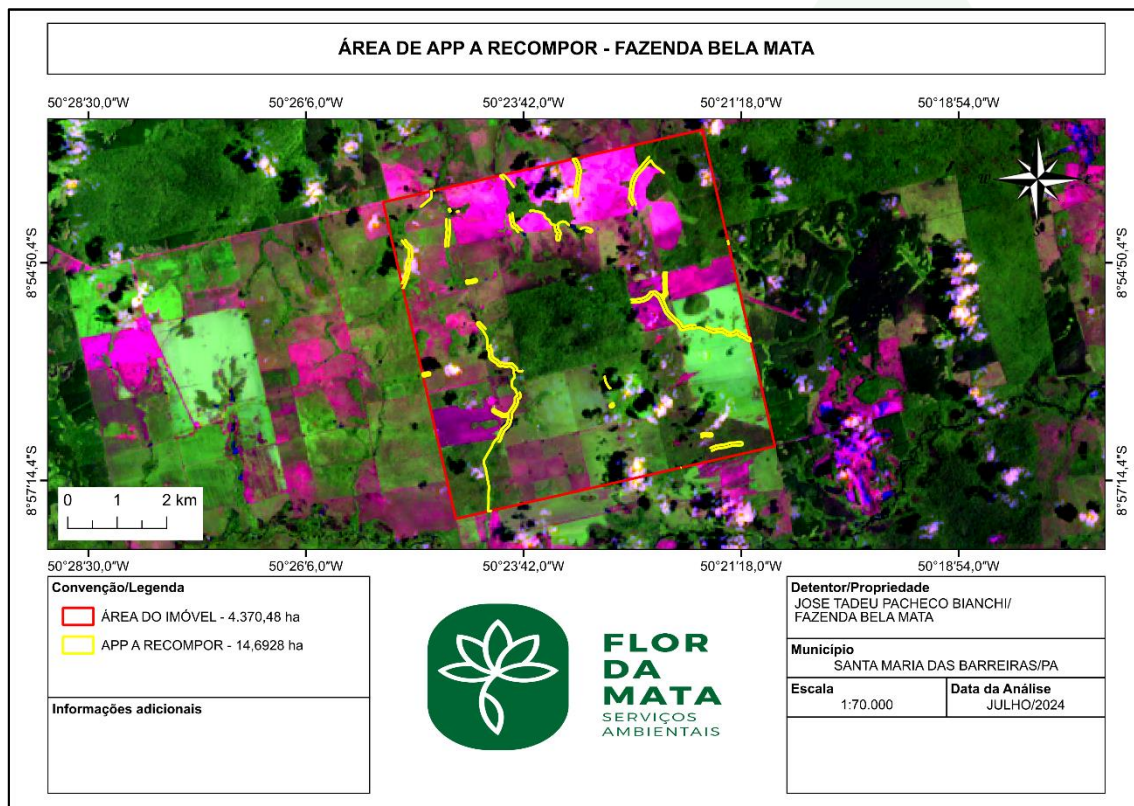 ÁREA DE APP A RECOMPOR - FAZENDA BELA MATA
50°28'30,0"W 50°26'6,0"W 50°23'42,0"W 50°21'18,0"W 50°18'54,0"W
8°54'50,4"S 8°54'50,4"S
8°57'14,4"S 8°57'14,4"S
0 1 2 km
50°28'30,0"W 50°26'6,0"W 50°23'42,0"W 50°21'18,0"W 50°18'54,0"W
Convenção/Legenda
ÁREA DO IMÓVEL - 4.370,48 ha
APP A RECOMPOR - 14,6928 ha
Informações adicionais
FLOR
DA
MATA
SERVIÇOS
AMBIENTAIS
Detentor/Propriedade
JOSE TADEU PACHECO BIANCHI/
FAZENDA BELA MATA
Município
SANTA MARIA DAS BARREIRAS/PA
Escala
1:70.000
Data da Análise
JULHO/2024